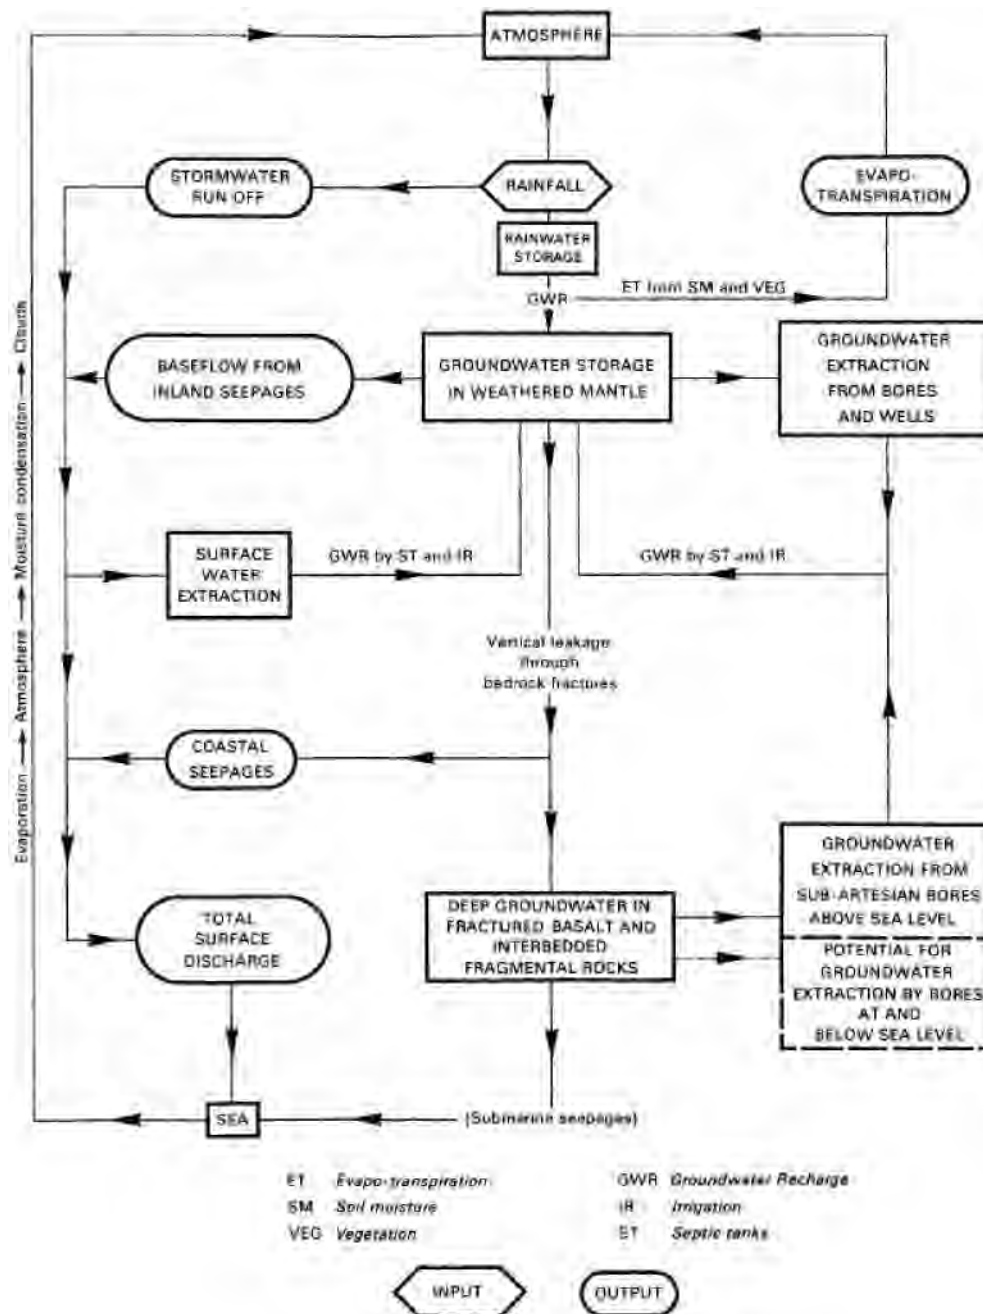 ATMOSPHERE
STORMWATER
RUN OFF
RAINFALL
EVAPO-
TRANSPIRATION
RAINWATER
STORAGE
GWR
ET from SM and VEG
BASEFLOW FROM
INLAND SEEPAGES
GROUNDWATER STORAGE
IN WEATHERED MANTLE
GROUNDWATER
EXTRACTION
FROM BORES
AND WELLS
Evaporation Atmosphere Moisture condensation Clouds
SURFACE
WATER
EXTRACTION
GWR by ST and IR
GWR by ST and IR
Vertical leakage
through
bedrock fractures
COASTAL
SEEPAGES
TOTAL
SURFACE
DISCHARGE
DEEP GROUNDWATER IN
FRACTURED BASALT AND
INTERBEDDED
FRAGMENTAL ROCKS
GROUNDWATER
EXTRACTION FROM
SUB-ARTESIAN BORES
ABOVE SEA LEVEL
POTENTIAL FOR
GROUNDWATER
EXTRACTION BY BORES
AT AND
BELOW SEA LEVEL
SEA
(Submarine seepages)
ET Evapo-transpiration
SM Soil moisture
VEG Vegetation
GWR Groundwater Recharge
IR Irrigation
ET Septic tanks
INPUT
OUTPUT